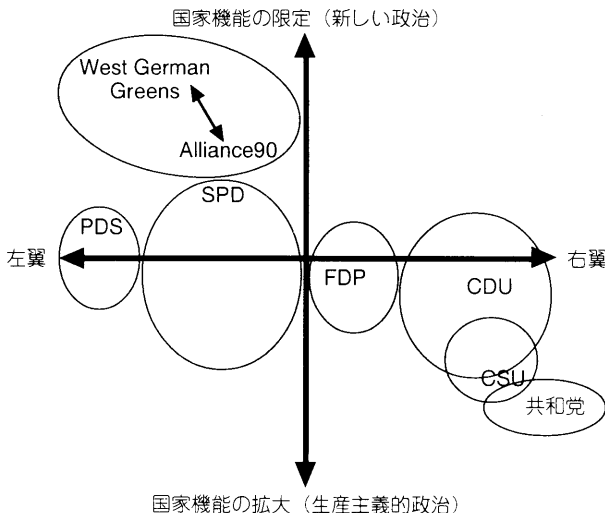 国家機能の限定（新しい政治）
West German
Greens
Alliance90
SPD
PDS
左翼
右翼
FDP
CDU
CSU
共和党
国家機能の拡大（生産主義的政治）